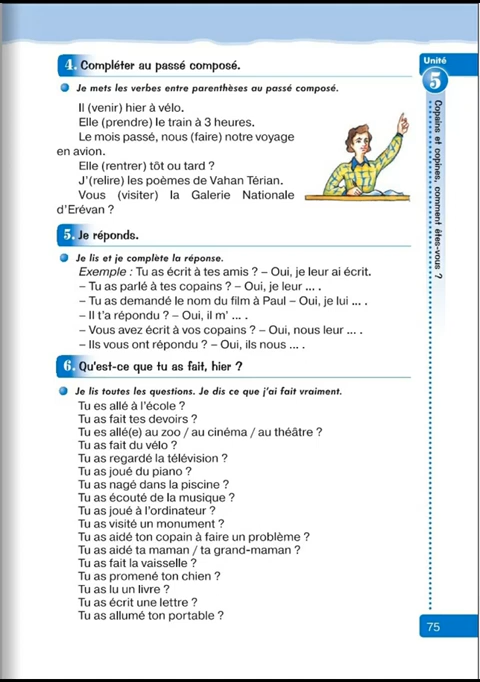 4. Compléter au passé composé.
Je mets les verbes entre parenthèses au passé composé.
Il (venir) hier à vélo.
Elle (prendre) le train à 3 heures.
Le mois passé, nous (faire) notre voyage
en avion.
Elle (rentrer) tôt ou tard ?
J'(relire) les poèmes de Vahan Térian.
Vous (visiter) la Galerie Nationale
d'Erévan ?
5. Je réponds.
Je lis et je complète la réponse.
Exemple : Tu as écrit à tes amis ? – Oui, je leur ai écrit.
– Tu as parlé à tes copains ? – Oui, je leur ... .
– Tu as demandé le nom du film à Paul – Oui, je lui ... .
– Il t'a répondu ? – Oui, il m' ... .
– Vous avez écrit à vos copains ? – Oui, nous leur ... .
– Ils vous ont répondu ? – Oui, ils nous ... .
6. Qu'est-ce que tu as fait, hier ?
Je lis toutes les questions. Je dis ce que j'ai fait vraiment.
Tu es allé à l'école ?
Tu as fait tes devoirs ?
Tu es allé(e) au zoo / au cinéma / au théâtre ?
Tu as fait du vélo ?
Tu as regardé la télévision ?
Tu as joué du piano ?
Tu as nagé dans la piscine ?
Tu as écouté de la musique ?
Tu as joué à l'ordinateur ?
Tu as visité un monument ?
Tu as aidé ton copain à faire un problème ?
Tu as aidé ta maman / ta grand-maman ?
Tu as fait la vaisselle ?
Tu as promené ton chien ?
Tu as lu un livre ?
Tu as écrit une lettre ?
Tu as allumé ton portable ?
Unité
5
Copains et copines, comment êtes-vous ?
75